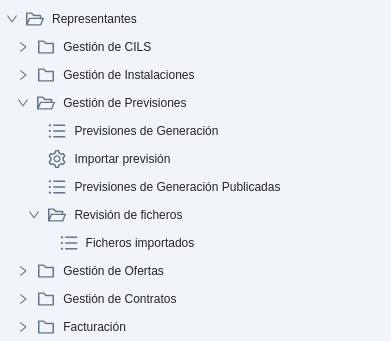 Representantes
Gestión de CILS
Gestión de Instalaciones
Gestión de Previsiones
Previsiones de Generación
Importar previsión
Previsiones de Generación Publicadas
Revisión de ficheros
Ficheros importados
Gestión de Ofertas
Gestión de Contratos
Facturación